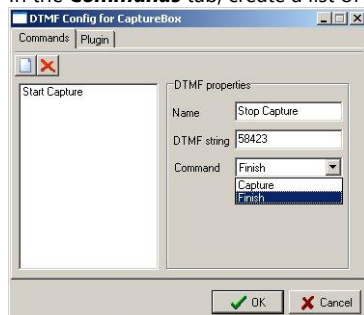 In the Commands tab, create a list of
DTMF Config for CaptureBox
Commands Plugin
Start Capture
DTMF properties
Name Stop Capture
DTMF string 58423
Command Finish
Capture
Finish
OK Cancel